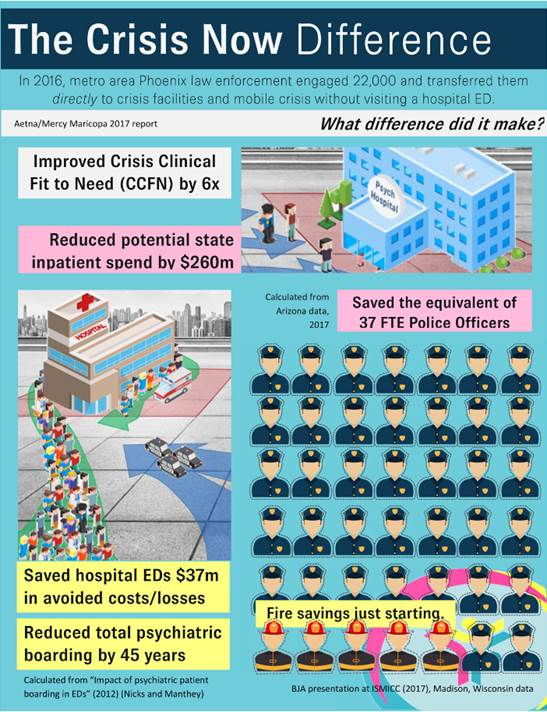 The Crisis Now Difference
In 2016, metro area Phoenix law enforcement engaged 22,000 and transferred them
directly to crisis facilities and mobile crisis without visiting a hospital ED.
Aetna/Mercy Maricopa 2017 report
What difference did it make?
Improved Crisis Clinical
Fit to Need (CCFN) by 6x
Psych
Hospital
Reduced potential state
inpatient spend by $260m
Calculated from
Arizona data,
2017
Saved the equivalent of
37 FTE Police Officers
HOSPITAL
Saved hospital EDs $37m
in avoided costs/losses
Fire savings just starting.
Reduced total psychiatric
boarding by 45 years
Calculated from "Impact of psychiatric patient
boarding in EDs" (2012) (Nicks and Manthey)
BJA presentation at ISMICC (2017), Madison, Wisconsin data